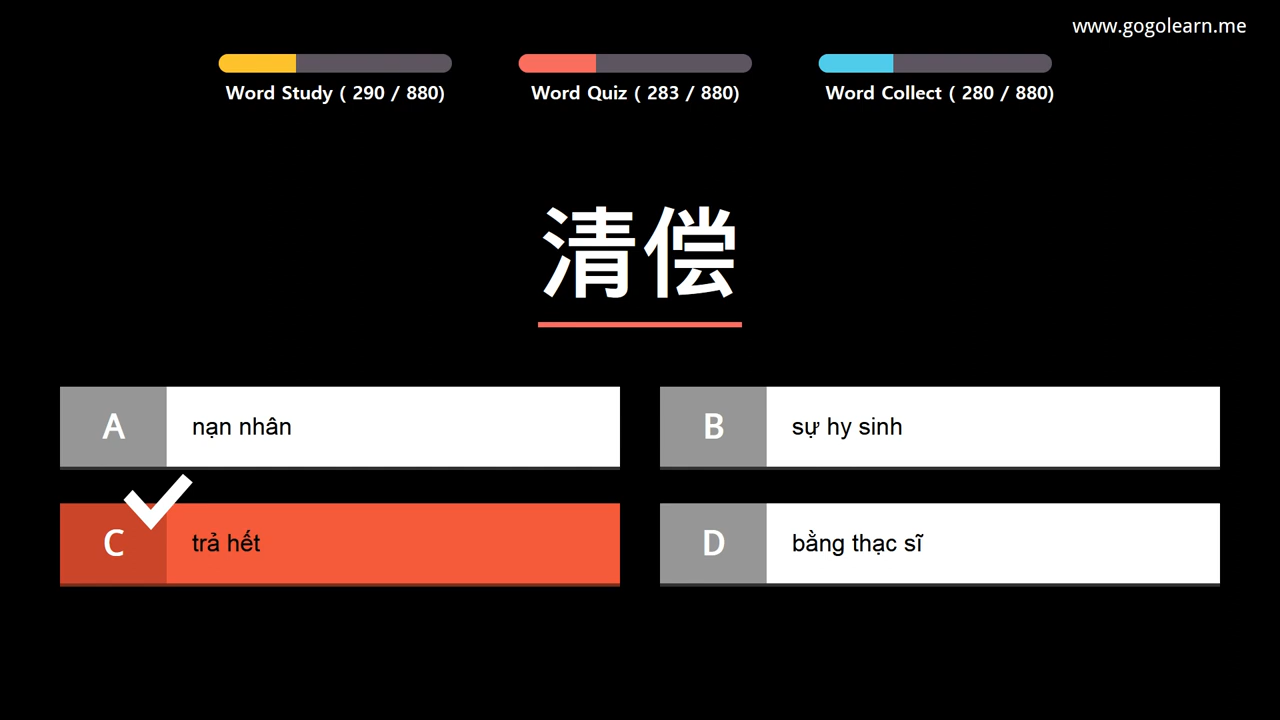 www.gogolearn.me
Word Study ( 290 / 880)
Word Quiz ( 283 / 880)
Word Collect ( 280 / 880)
清偿
A nạn nhân
B sự hy sinh
C trả hết
D bằng thạc sĩ